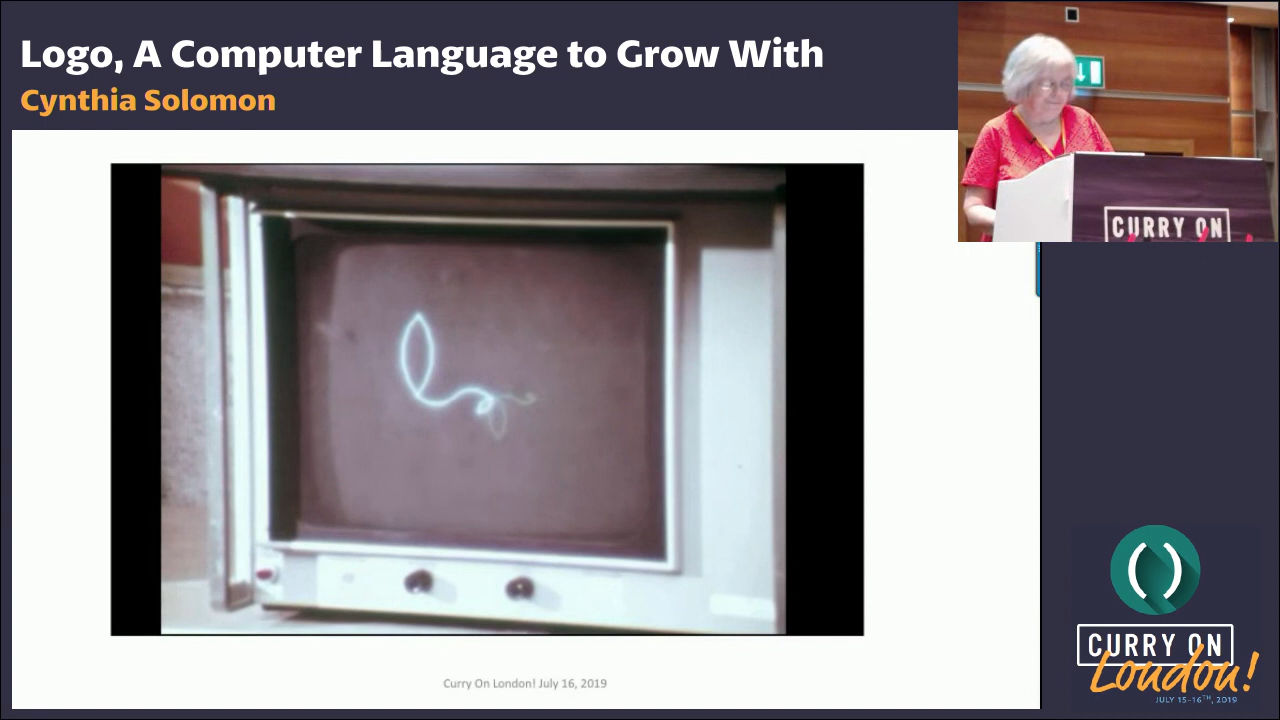 Logo, A Computer Language to Grow With
Cynthia Solomon
CURRY ON
Curry On London! July 16, 2019
CURRY ON
London!
JULY 15-16TH, 2019